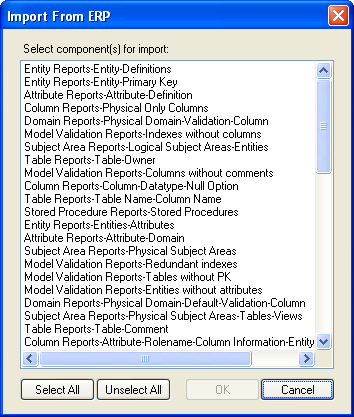 Import From ERP
Select component(s) for import:
Entity Reports-Entity-Definitions
Entity Reports-Entity-Primary Key
Attribute Reports-Attribute-Definition
Column Reports-Physical Only Columns
Domain Reports-Physical Domain-Validation-Column
Model Validation Reports-Indexes without columns
Subject Area Reports-Logical Subject Areas-Entities
Table Reports-Table-Owner
Model Validation Reports-Columns without comments
Column Reports-Column-Datatype-Null Option
Table Reports-Table Name-Column Name
Stored Procedure Reports-Stored Procedures
Entity Reports-Entities-Attributes
Attribute Reports-Attribute-Domain
Subject Area Reports-Physical Subject Areas
Model Validation Reports-Redundant indexes
Model Validation Reports-Tables without PK
Model Validation Reports-Entities without attributes
Domain Reports-Physical Domain-Default-Validation-Column
Subject Area Reports-Physical Subject Areas-Tables-Views
Table Reports-Table-Comment
Column Reports-Attribute-Rolename-Column Information-Entity
Select All Unselect All OK Cancel